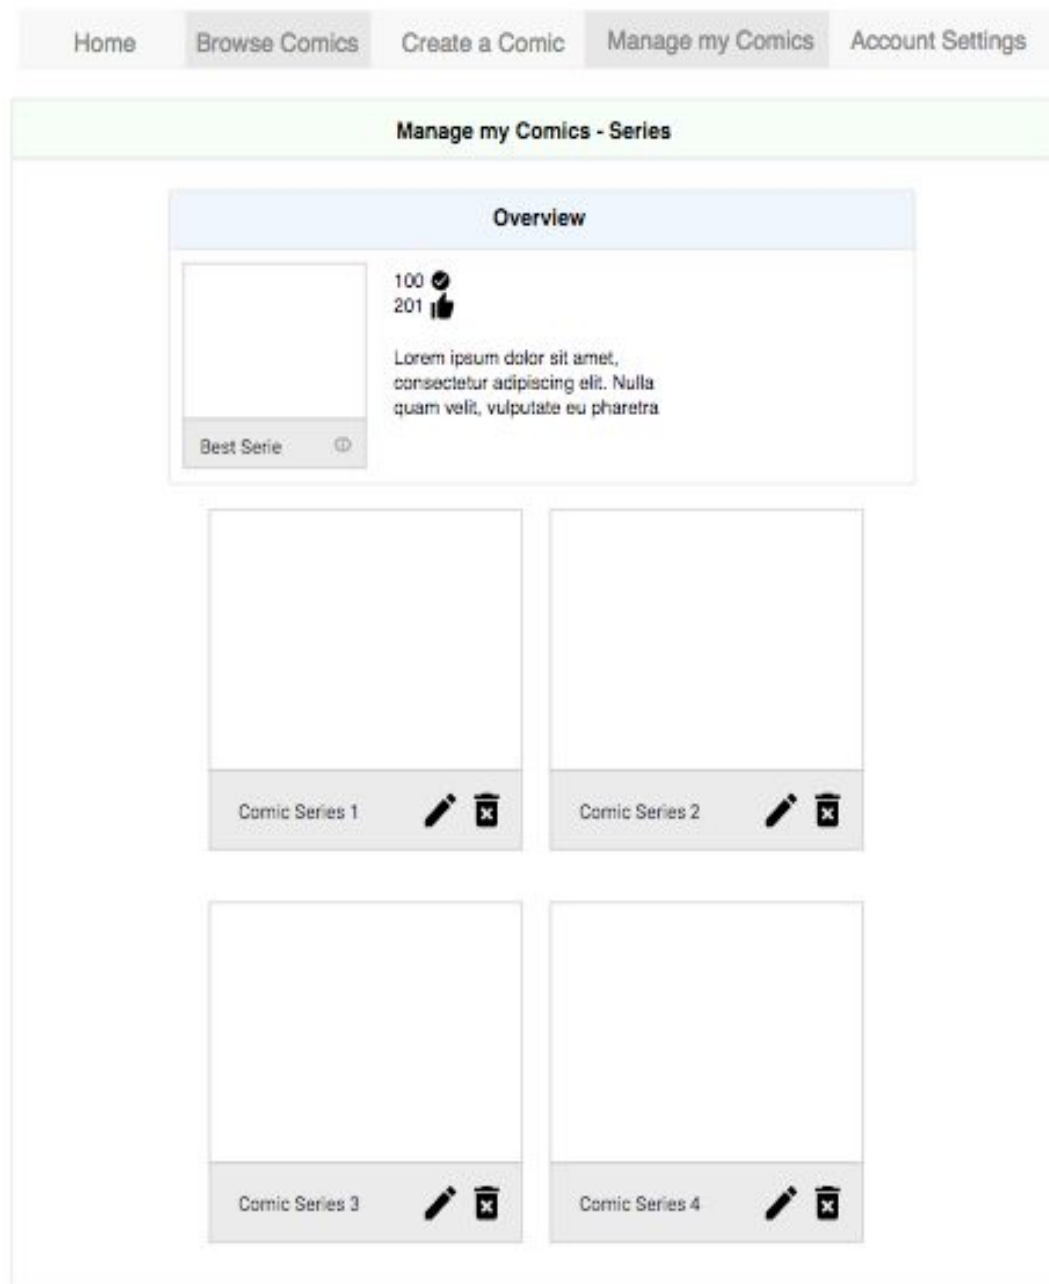 Home Browse Comics Create a Comic Manage my Comics Account Settings
Manage my Comics - Series
Overview
100
201
Lorem ipsum dolor sit amet,
consectetur adipiscing elit. Nulla
quam velit, vulputate eu pharetra
Best Serie
Comic Series 1
Comic Series 2
Comic Series 3
Comic Series 4